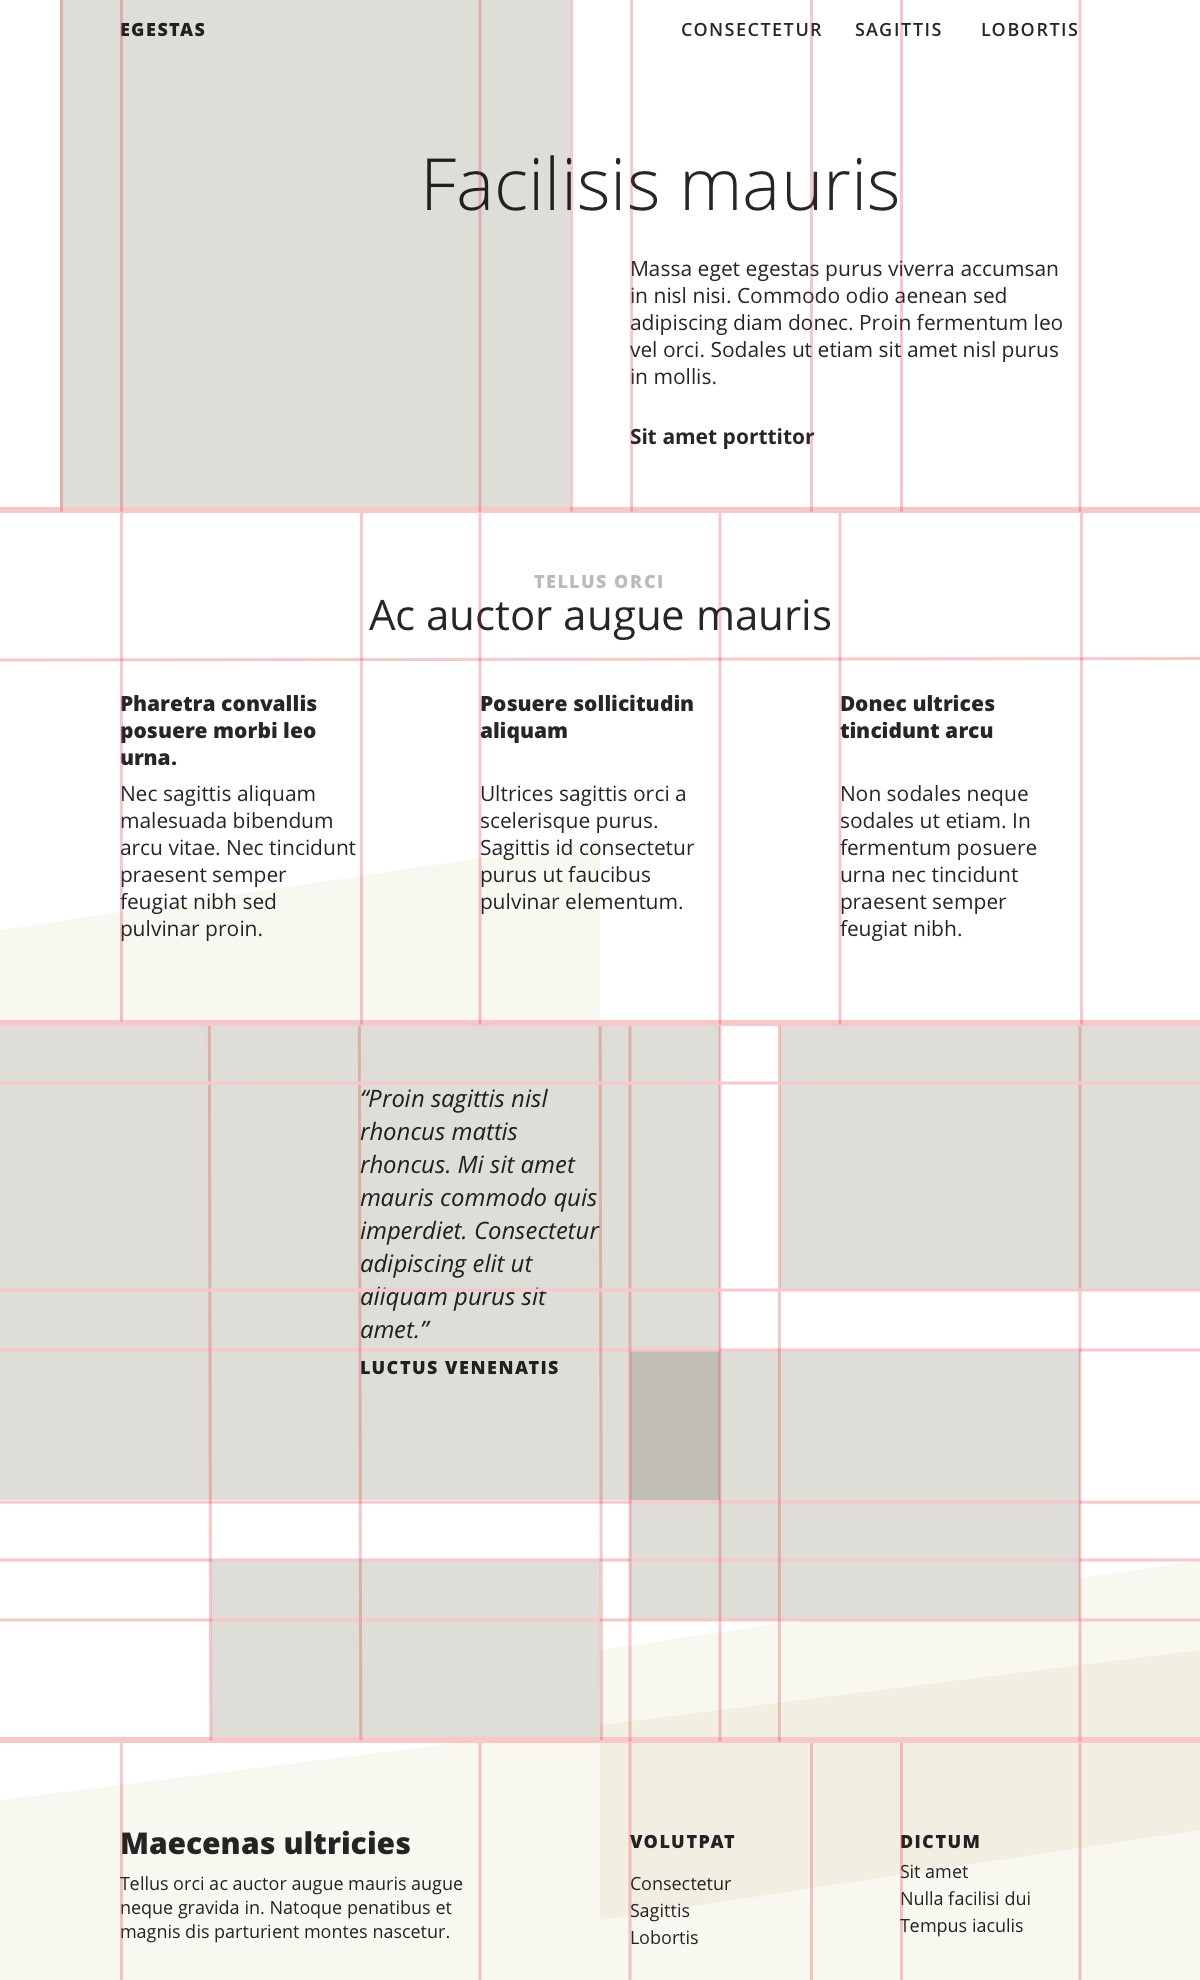 EGESTAS
CONSECTETUR SAGITTIS LOBORTIS
Facilisis mauris
Massa eget egestas purus viverra accumsan
in nisl nisi. Commodo odio aenean sed
adipiscing diam donec. Proin fermentum leo
vel orci. Sodales ut etiam sit amet nisl purus
in mollis.
Sit amet porttitor
TELLUS ORCI
Ac auctor augue mauris
Pharetra convallis
posuere morbi leo
urna.
Nec sagittis aliquam
malesuada bibendum
arcu vitae. Nec tincidunt
praesent semper
feugiat nibh sed
pulvinar proin.
Posuere sollicitudin
aliquam
Ultrices sagittis orci a
scelerisque purus.
Sagittis id consectetur
purus ut faucibus
pulvinar elementum.
Donec ultrices
tincidunt arcu
Non sodales neque
sodales ut etiam. In
fermentum posuere
urna nec tincidunt
praesent semper
feugiat nibh.
“Proin sagittis nisl
rhoncus mattis
rhoncus. Mi sit amet
mauris commodo quis
imperdiet. Consectetur
adipiscing elit ut
aliquam purus sit
amet.”
LUCTUS VENENATIS
Maecenas ultricies
Tellus orci ac auctor augue mauris augue
neque gravida in. Natoque penatibus et
magnis dis parturient montes nascetur.
VOLUTPAT
Consectetur
Sagittis
Lobortis
DICTUM
Sit amet
Nulla facilisi dui
Tempus iaculis